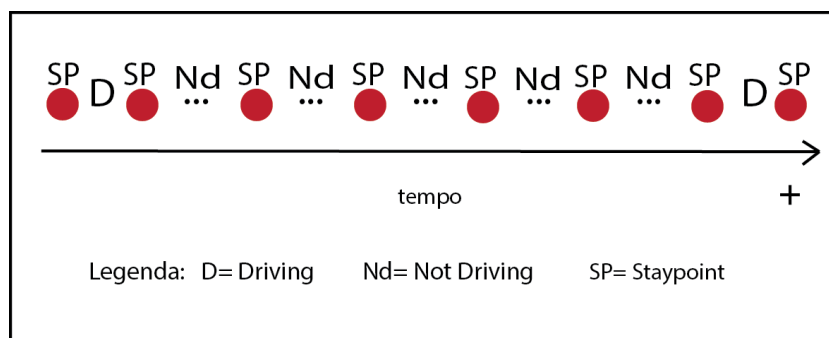 SP D SP Nd SP Nd SP Nd SP Nd SP Nd SP D SP
... ... ... ... ...
tempo +
Legenda: D= Driving Nd= Not Driving SP= Staypoint